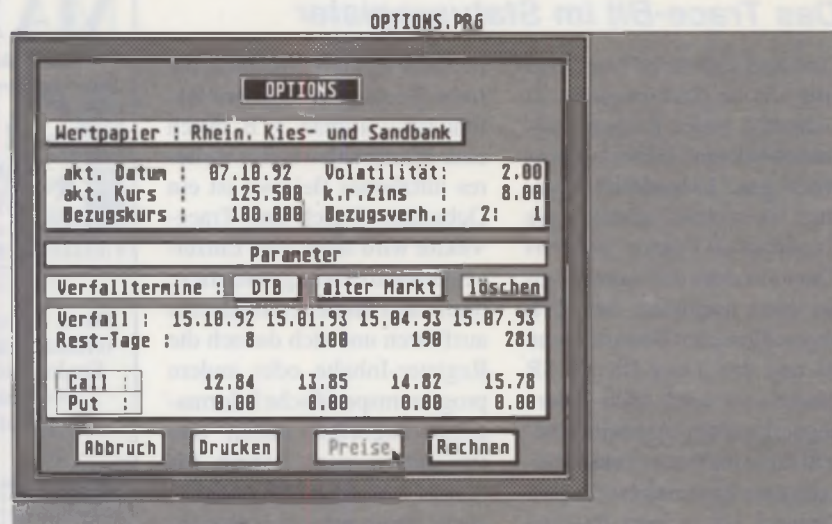 OPTIONS.PRG
OPTIONS
Wertpapier : Rhein. Kies- und Sandbank
akt. Datum : 07.10.92 Volatilität: 2.00
akt. Kurs : 125.500 k.r.Zins : 8.00
Bezugskurs 100.000 Bezugsverh.: 2: 1
Parameter
Verfalltermine : DTB alter Markt löschen
Verfall : 15.10.92 15.01.93 15.04.93 15.07.93
Rest-Tage : 8 100 190 281
Call : 12.84 13.85 14.82 15.78
Put : 0.00 0.00 0.00 0.00
Abbruch Drucken Preise Rechnen